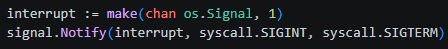 interrupt := make(chan os.Signal, 1)
signal.Notify(interrupt, syscall.SIGINT, syscall.SIGTERM)